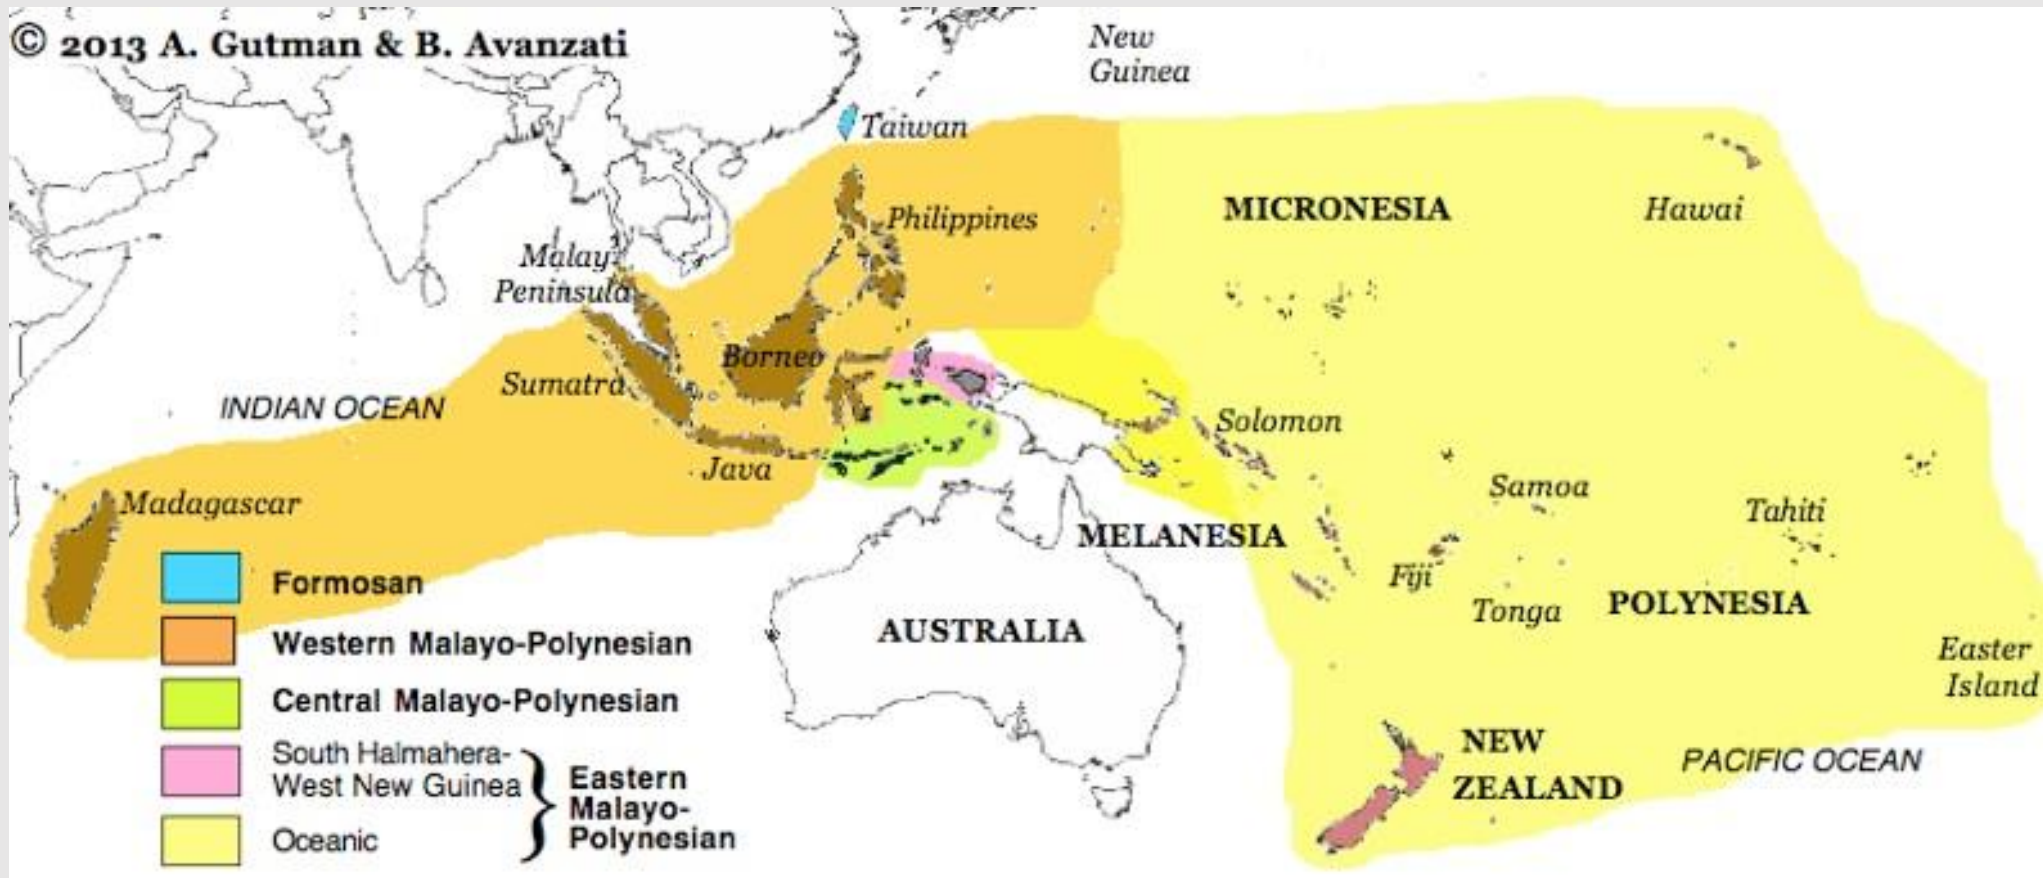 © 2013 A. Gutman & B. Avanzati
New
Guinea
Taiwan
MICRONESIA
Hawai
Philippines
Malay
Peninsula
Borneo
Sumatra
INDIAN OCEAN
Solomon
Java
Madagascar
Samoa
Tahiti
MELANESIA
Fiji
Tonga
POLYNESIA
AUSTRALIA
Easter
Island
NEW
ZEALAND
PACIFIC OCEAN
Formosan
Western Malayo-Polynesian
Central Malayo-Polynesian
South Halmahera-
West New Guinea
Oceanic
Eastern
Malayo-
Polynesian